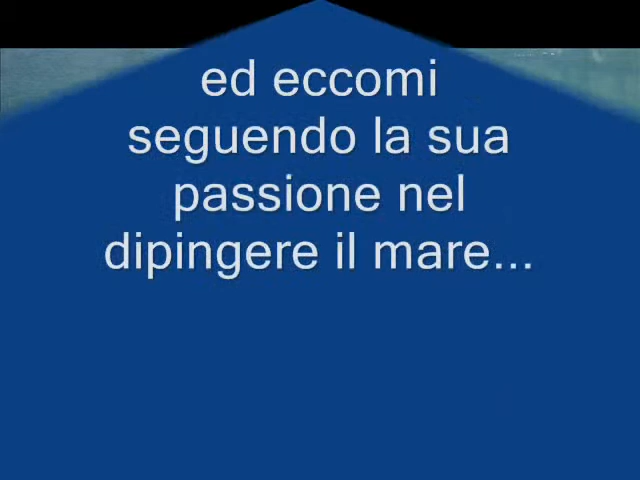 ed eccomi
seguendo la sua
passione nel
dipingere il mare...